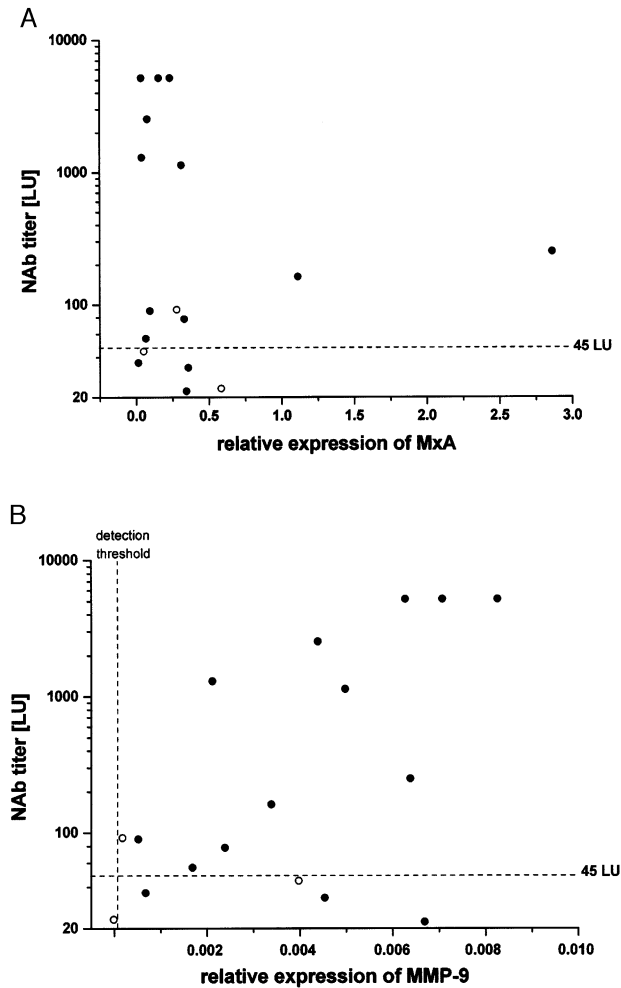 A
10000
1000
100
20
NAb titer [LU]
45 LU
0.0 0.5 1.0 1.5 2.0 2.5 3.0
relative expression of MxA
B
detection
threshold
10000
1000
100
20
NAb titer [LU]
45 LU
0.002 0.004 0.006 0.008 0.010
relative expression of MMP-9